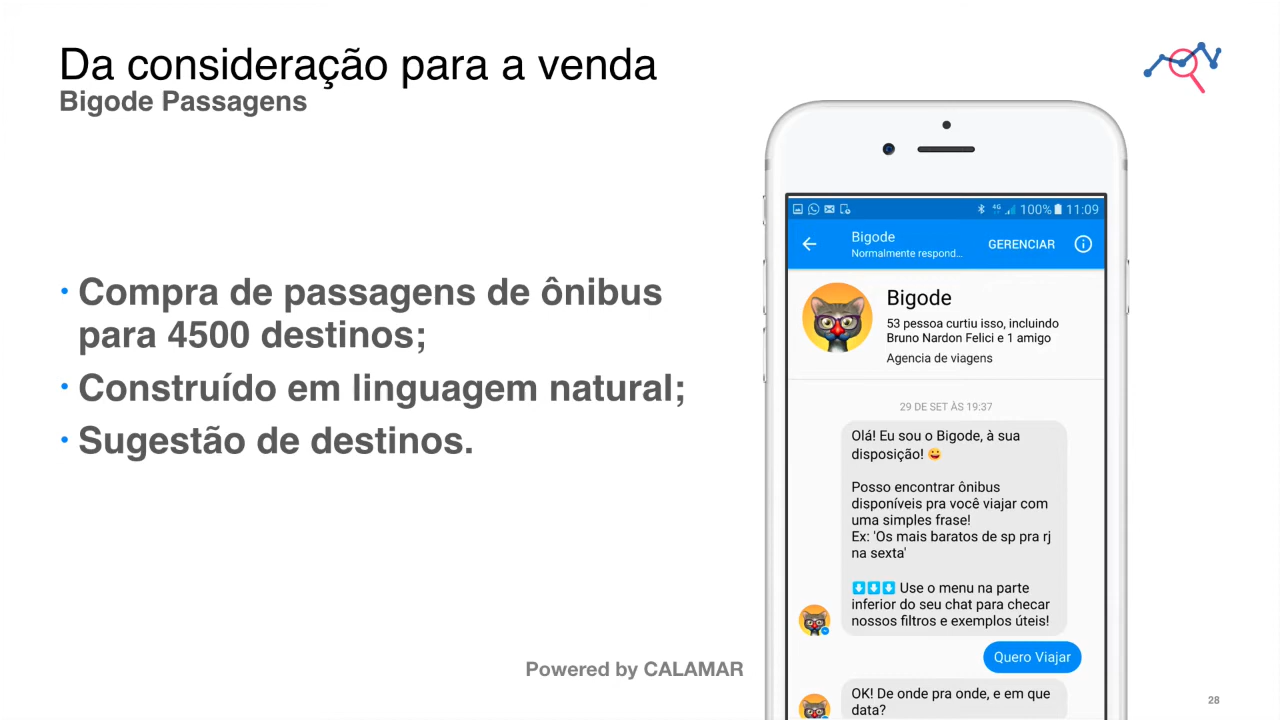 Da consideração para a venda
Bigode Passagens
• Compra de passagens de ônibus
para 4500 destinos;
• Construído em linguagem natural;
• Sugestão de destinos.
Powered by CALAMAR
28
4G 100% 11:09
Bigode
Normalmente respond...
GERENCIAR
Bigode
53 pessoa curtiu isso, incluindo
Bruno Nardon Felici e 1 amigo
Agencia de viagens
29 DE SET ÀS 19:37
Olá! Eu sou o Bigode, à sua
disposição! 😀
Posso encontrar ônibus
disponíveis pra você viajar com
uma simples frase!
Ex: 'Os mais baratos de sp pra rj
na sexta'
⬇⬇⬇ Use o menu na parte
inferior do seu chat para checar
nossos filtros e exemplos úteis!
Quero Viajar
OK! De onde pra onde, e em que
data?